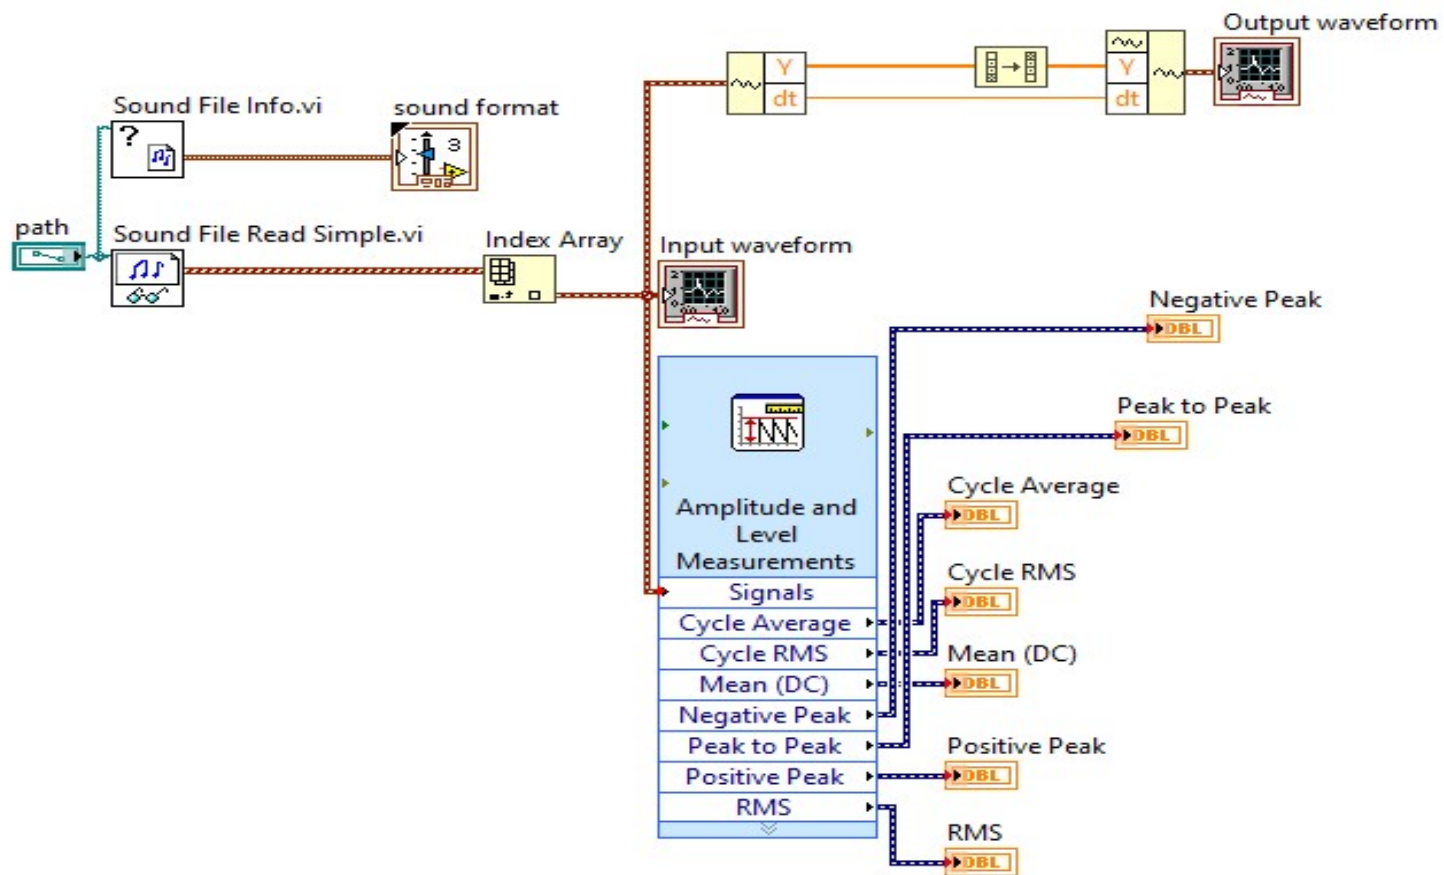 Output waveform
Y
dt
Y
dt
Sound File Info.vi
sound format
?
3
path
Sound File Read Simple.vi
Index Array
Input waveform
Negative Peak
DBL
Peak to Peak
DBL
Amplitude and
Level
Measurements
Signals
Cycle Average
Cycle RMS
Mean (DC)
Negative Peak
Peak to Peak
Positive Peak
RMS
Cycle Average
DBL
Cycle RMS
DBL
Mean (DC)
DBL
Positive Peak
DBL
RMS
DBL